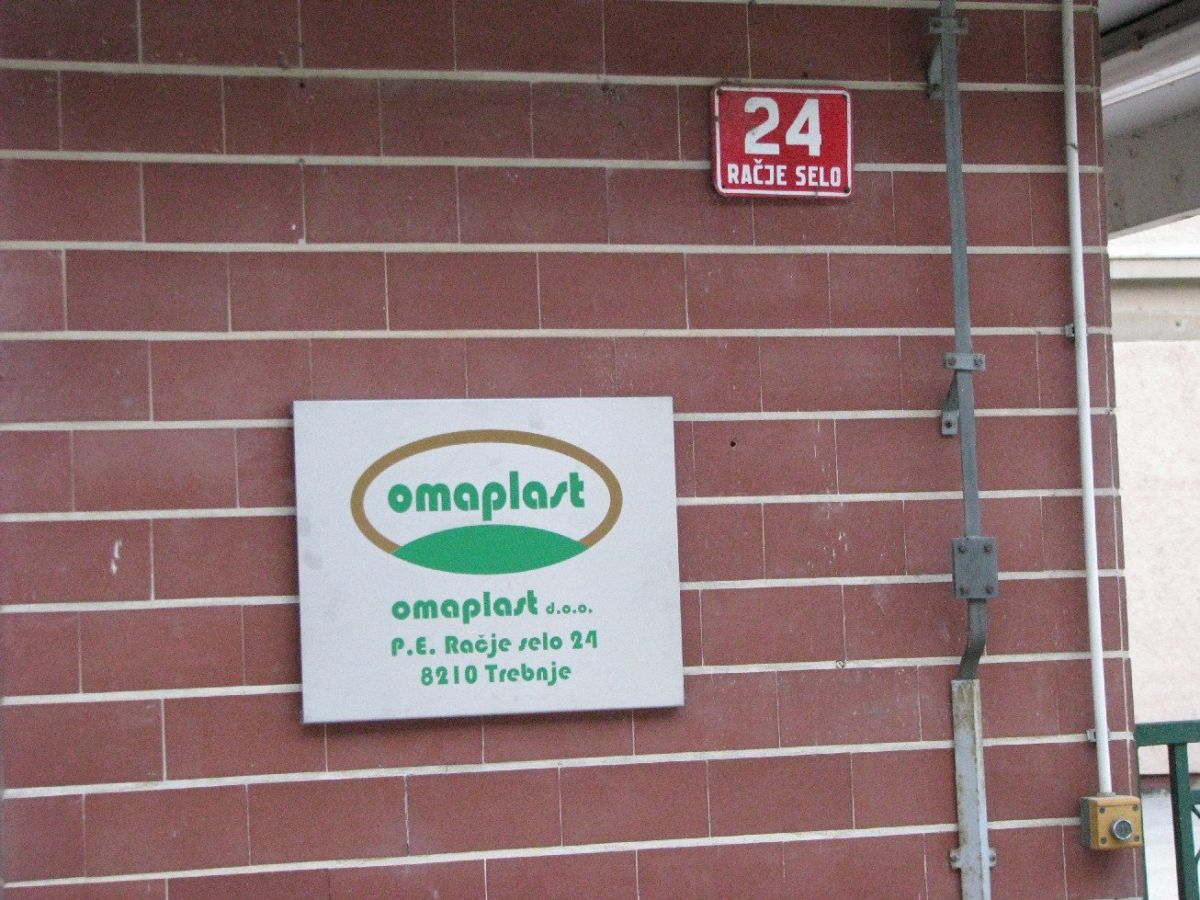 24
RAČJE SELO
omaplast
omaplast d.o.o.
P.E. Račje selo 24
8210 Trebnje